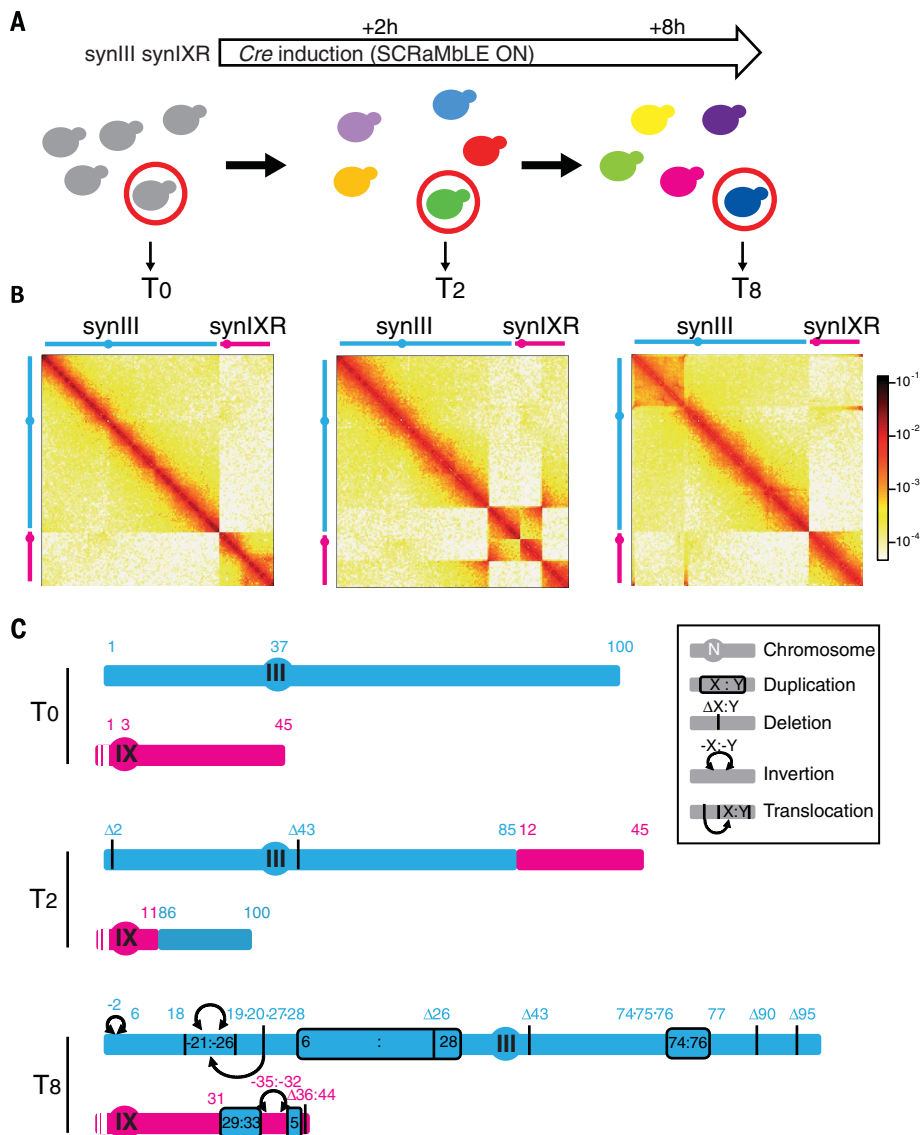 A
+2h
+8h
synIII synIXR
Cre induction (SCRaMbLE ON)
T0
T2
T8
B
synIII
synIXR
synIII
synIXR
synIII
synIXR
10-1
10-2
10-3
10-4
C
1
37
100
III
T0
1 3
45
IX
N
Chromosome
X : Y
Duplication
ΔX:Y
Deletion
-X:-Y
Invertion
X:Y
Translocation
Δ2
Δ43
85 12
45
III
T2
11 86
100
IX
-2
6
18
19·20·27·28
Δ26
Δ43
74·75·76
77
Δ90
Δ95
-21:-26
6 : 28
III
74:76
T8
-35:-32
31
Δ36:44
IX
29:33
5